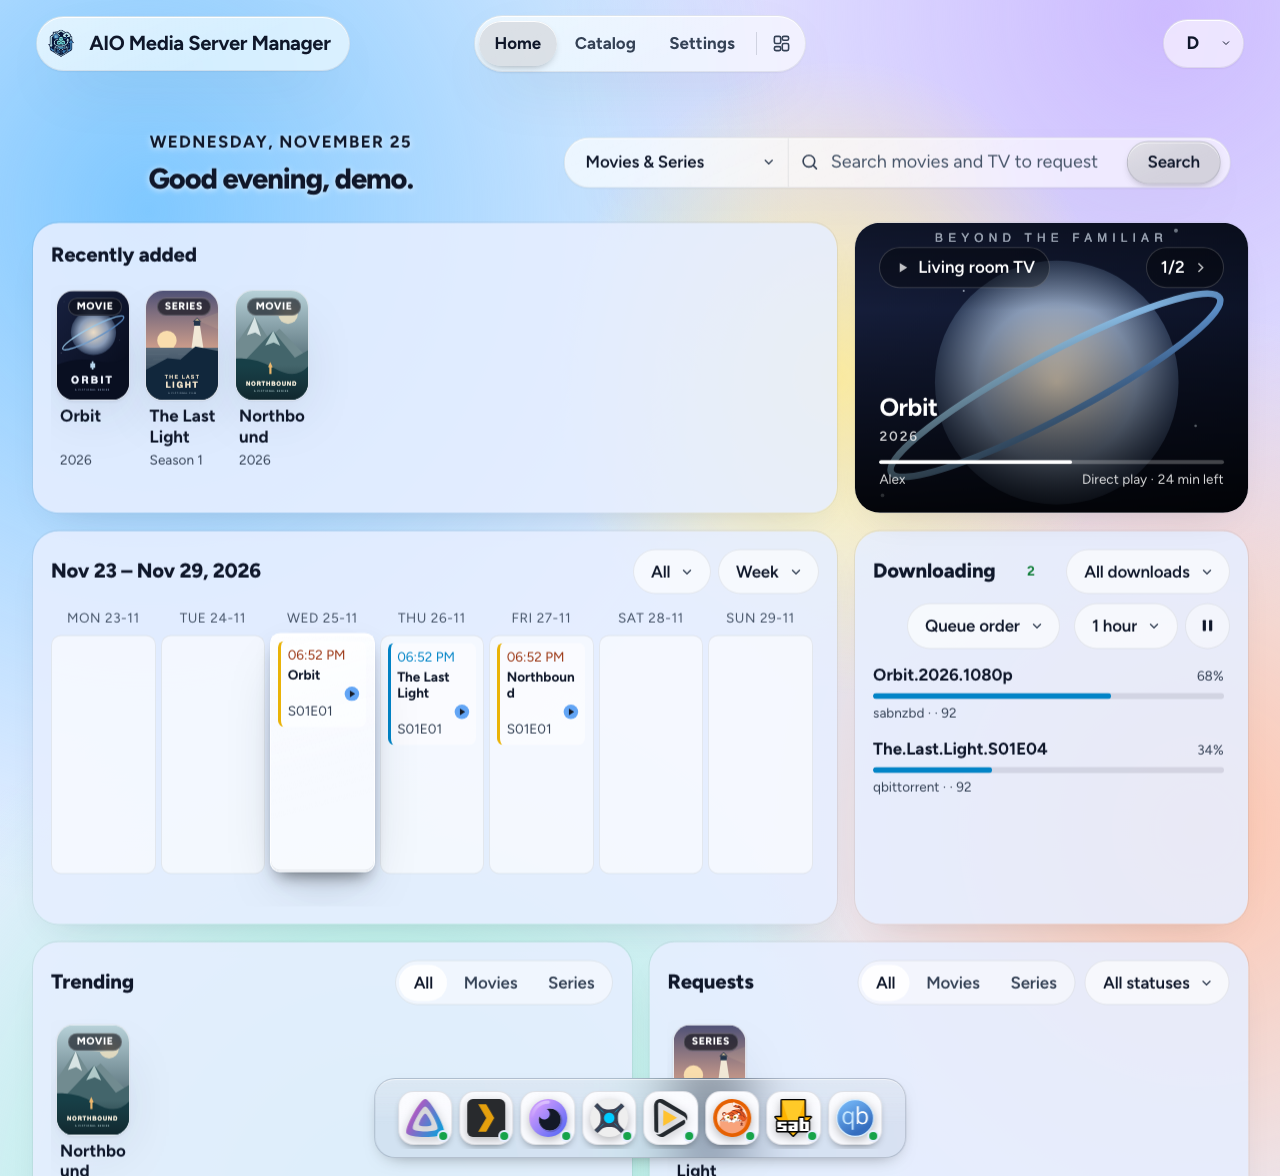 AIO Media Server Manager
Home
Catalog
Settings
D
WEDNESDAY, NOVEMBER 25
Good evening, demo.
Movies & Series
Search movies and TV to request
Search
Recently added
MOVIE
ORBIT
Orbit
2026
SERIES
THE LAST
LIGHT
The Last
Light
Season 1
MOVIE
NORTHBOUND
Northbo
und
2026
BEYOND THE FAMILIAR
Living room TV
1/2
Orbit
2026
Alex
Direct play · 24 min left
Nov 23 – Nov 29, 2026
All
Week
MON 23-11
TUE 24-11
WED 25-11
THU 26-11
FRI 27-11
SAT 28-11
SUN 29-11
06:52 PM
Orbit
S01E01
06:52 PM
The Last
Light
S01E01
06:52 PM
Northboun
d
S01E01
Downloading
2
All downloads
Queue order
1 hour
Orbit.2026.1080p
68%
sabnzbd · · 92
The.Last.Light.S01E04
34%
qbittorrent · · 92
Trending
All
Movies
Series
MOVIE
NORTHBOUND
Northbo
und
Requests
All
Movies
Series
All statuses
SERIES
Light
sab
qb